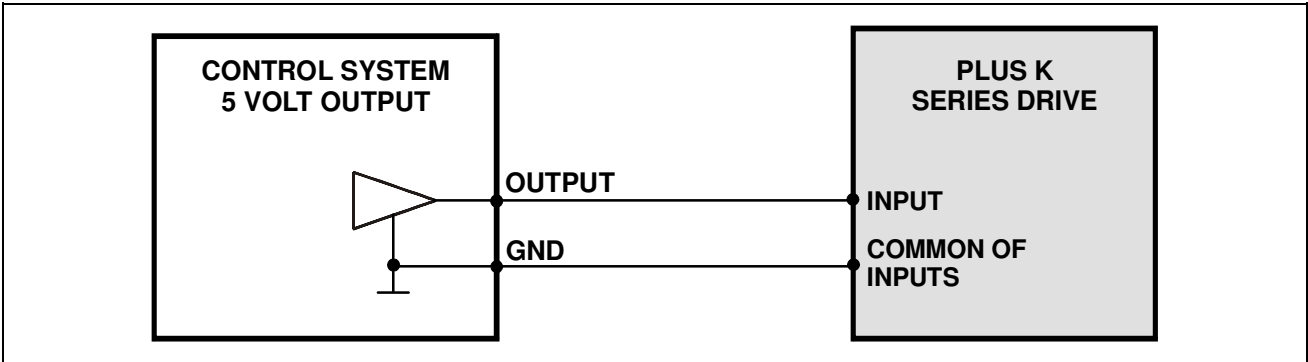 CONTROL SYSTEM
5 VOLT OUTPUT
PLUS K
SERIES DRIVE
OUTPUT
INPUT
GND
COMMON OF
INPUTS